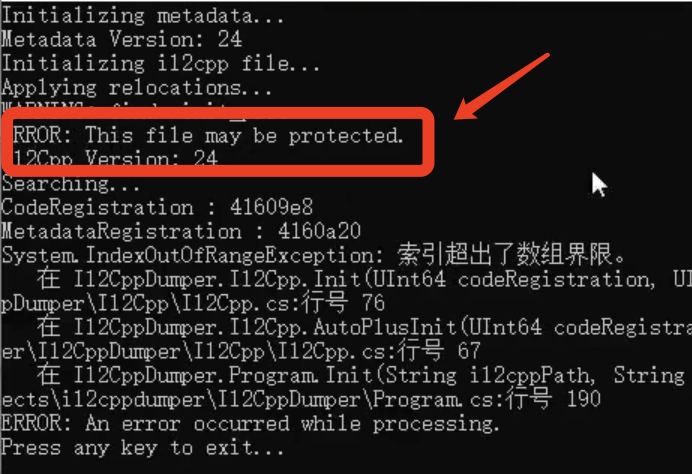 Initializing metadata...
Metadata Version: 24
Initializing il2cpp file...
Applying relocations...
RROR: This file may be protected.
l2Cpp Version: 24
Searching...
CodeRegistration : 41609e8
MetadataRegistration : 4160a20
System.IndexOutOfRangeException: 索引超出了数组界限。
在 Il2CppDumper.Il2Cpp.Init(UInt64 codeRegistration, UI
pDumper\Il2Cpp\Il2Cpp.cs:行号 76
在 Il2CppDumper.Il2Cpp.AutoPlusInit(UInt64 codeRegistra
er\Il2CppDumper\Il2Cpp\Il2Cpp.cs:行号 67
在 Il2CppDumper.Program.Init(String il2cppPath, String
ects\il2cppdumper\Il2CppDumper\Program.cs:行号 190
ERROR: An error occurred while processing.
Press any key to exit...